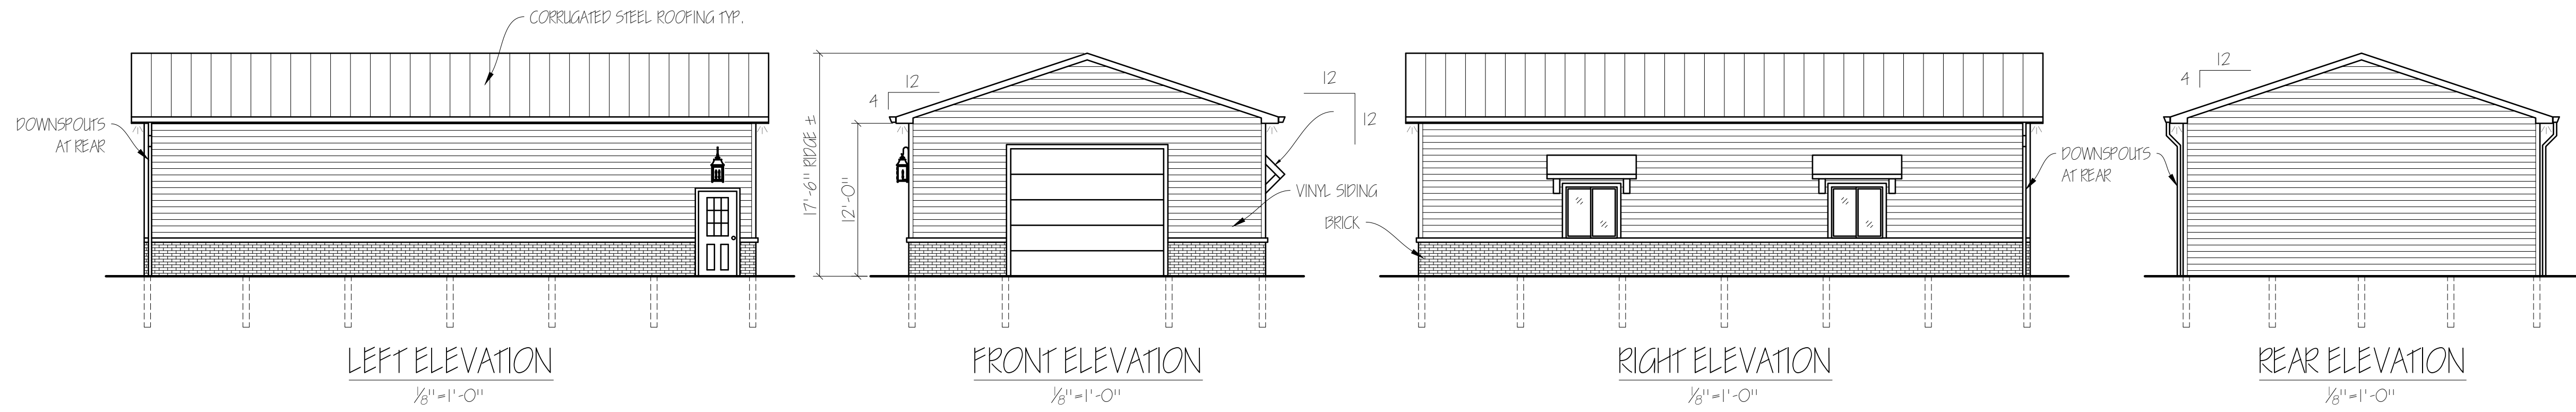 CORRUGATED STEEL ROOFING TYP.
DOWNSPOUTS
AT REAR
LEFT ELEVATION
1/8"=1'-0"
12
4
17'-6" RIDGE ±
12'-0"
12
12
VINYL SIDING
BRICK
FRONT ELEVATION
1/8"=1'-0"
RIGHT ELEVATION
1/8"=1'-0"
DOWNSPOUTS
AT REAR
12
4
REAR ELEVATION
1/8"=1'-0"